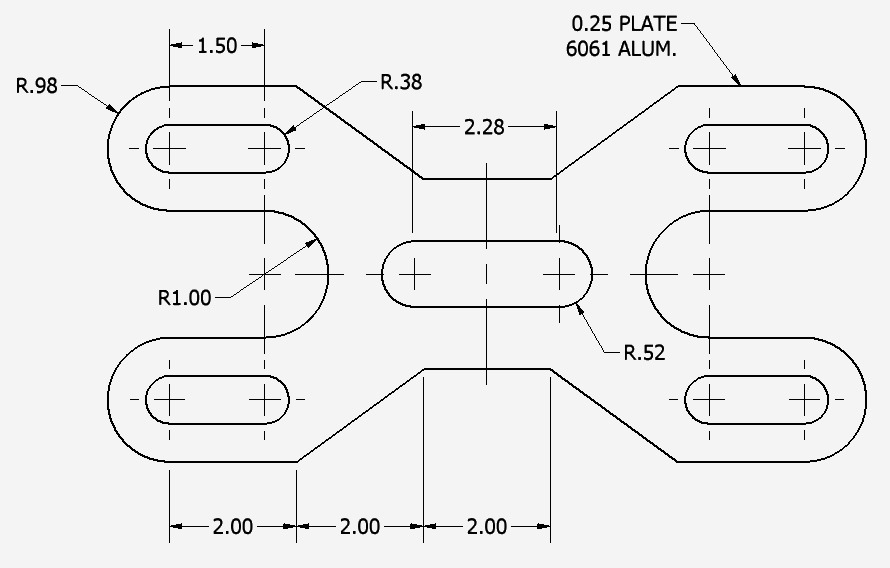 0.25 PLATE
6061 ALUM.
1.50
R.98
R.38
2.28
R1.00
R.52
2.00
2.00
2.00